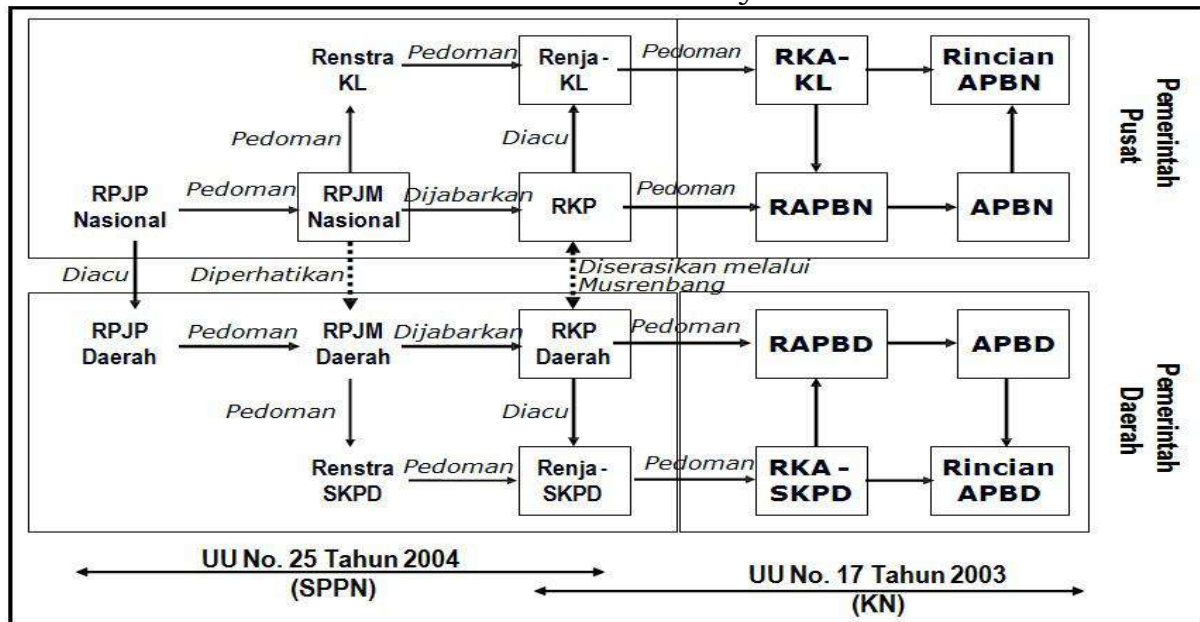 Renstra
KL
Pedoman
Renja -
KL
Pedoman
RKA-
KL
Rincian
APBN
Pemerintah
Pusat
Pedoman
Diacu
RPJP
Nasional
Pedoman
RPJM
Nasional
Dijabarkan
RKP
Pedoman
RAPBN
APBN
Diacu
Diperhatikan
Diserasikan melalui
Musrenbang
RPJP
Daerah
Pedoman
RPJM
Daerah
Dijabarkan
RKP
Daerah
Pedoman
RAPBD
APBD
Pemerintah
Daerah
Pedoman
Diacu
Renstra
SKPD
Pedoman
Renja-
SKPD
Pedoman
RKA -
SKPD
Rincian
APBD
UU No. 25 Tahun 2004
(SPPN)
UU No. 17 Tahun 2003
(KN)